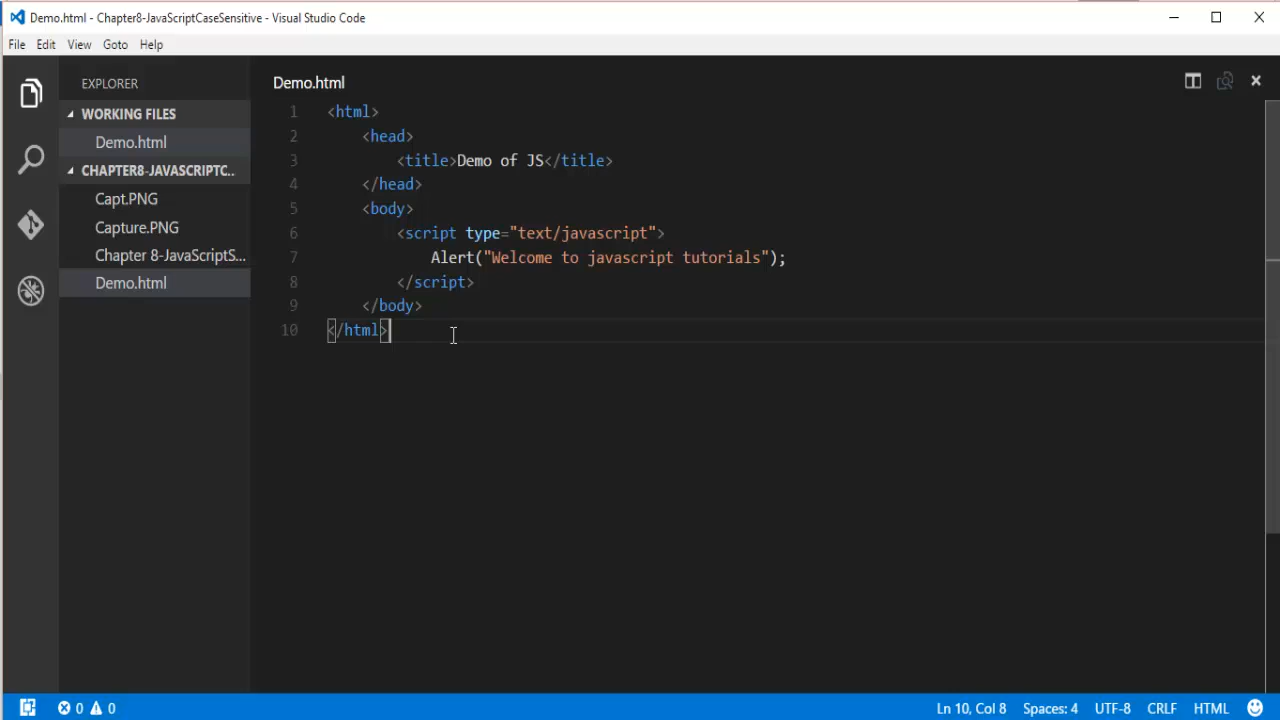 Demo.html - Chapter8-JavaScriptCaseSensitive - Visual Studio Code
File Edit View Goto Help
EXPLORER
WORKING FILES
Demo.html
CHAPTER8-JAVASCRIPTC...
Capt.PNG
Capture.PNG
Chapter 8-JavaScriptS...
Demo.html
Demo.html
1 <html>
2 <head>
3 <title>Demo of JS</title>
4 </head>
5 <body>
6 <script type="text/javascript">
7 Alert("Welcome to javascript tutorials");
8 </script>
9 </body>
10 </html>
0 0 Ln 10, Col 8 Spaces: 4 UTF-8 CRLF HTML